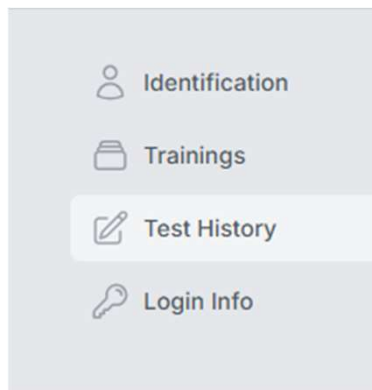 Identification
Trainings
Test History
Login Info